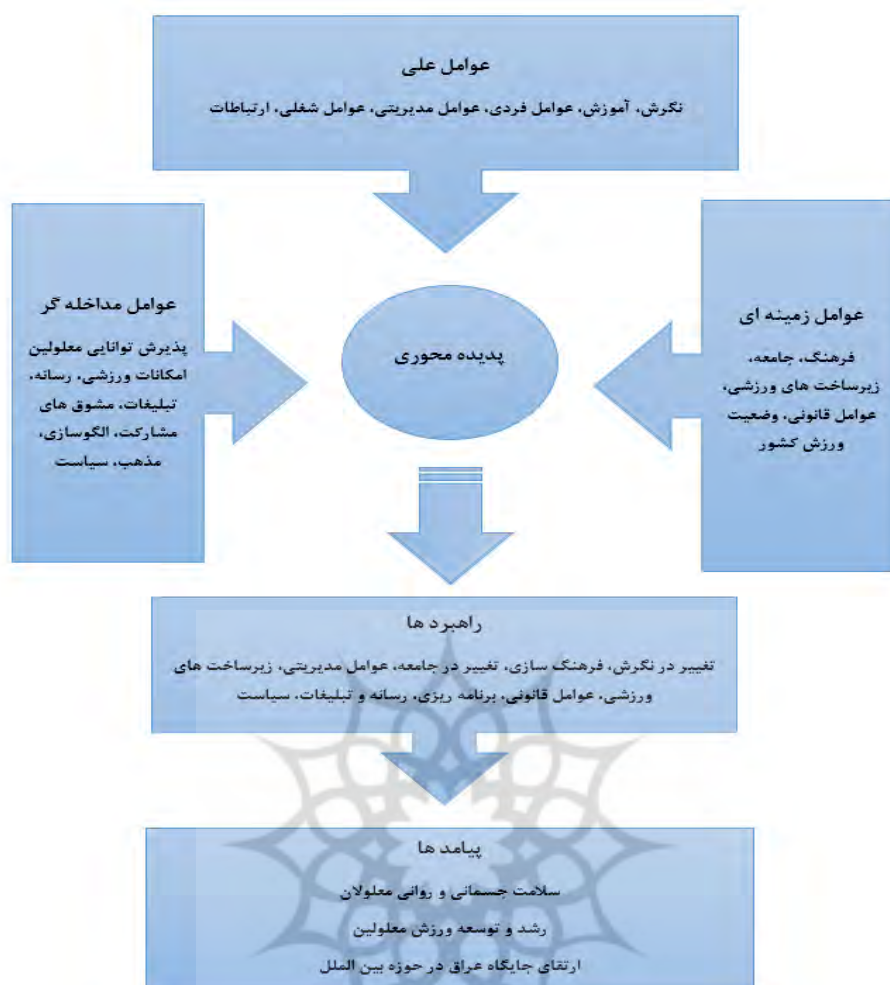 عوامل علی
نگرش، آموزش، عوامل فردی، عوامل مدیریتی، عوامل شغلی، ارتباطات
عوامل زمینه ای
فرهنگ، جامعه،
زیرساخت های ورزشی،
عوامل قانونی، وضعیت
ورزش کشور
پدیده محوری
عوامل مداخله گر
پذیرش توانایی معلولین
امکانات ورزشی، رسانه،
تبلیغات، مشوق های
مشارکت، الگوسازی،
مذهب، سیاست
راهبرد ها
تغییر در نگرش، فرهنگ سازی، تغییر در جامعه، عوامل مدیریتی، زیرساخت های
ورزشی، عوامل قانونی، برنامه ریزی، رسانه و تبلیغات، سیاست
پیامد ها
سلامت جسمانی و روانی معلولان
رشد و توسعه ورزش معلولین
ارتقای جایگاه عراق در حوزه بین الملل